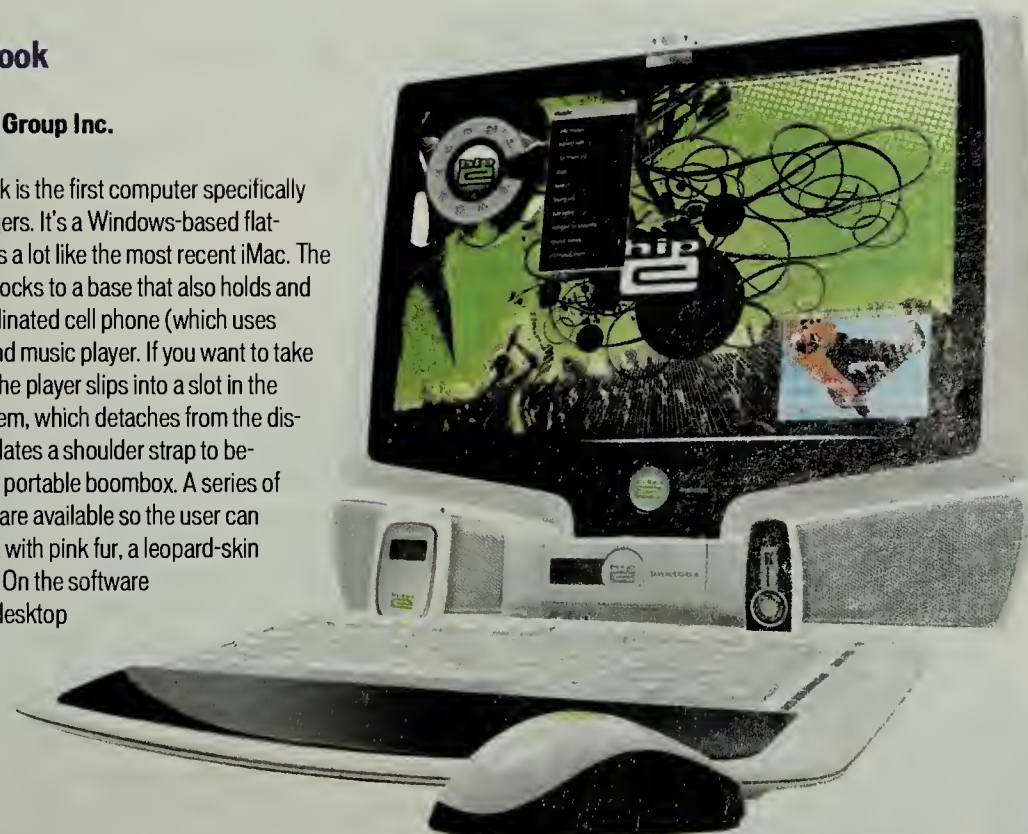 ook
Group Inc.
k is the first computer specifically
ers. It's a Windows-based flat-
s a lot like the most recent iMac. The
ocks to a base that also holds and
dinated cell phone (which uses
nd music player. If you want to take
he player slips into a slot in the
em, which detaches from the dis-
lates a shoulder strap to be-
portable boombox. A series of
are available so the user can
with pink fur, a leopard-skin
On the software
desktop
hip
e